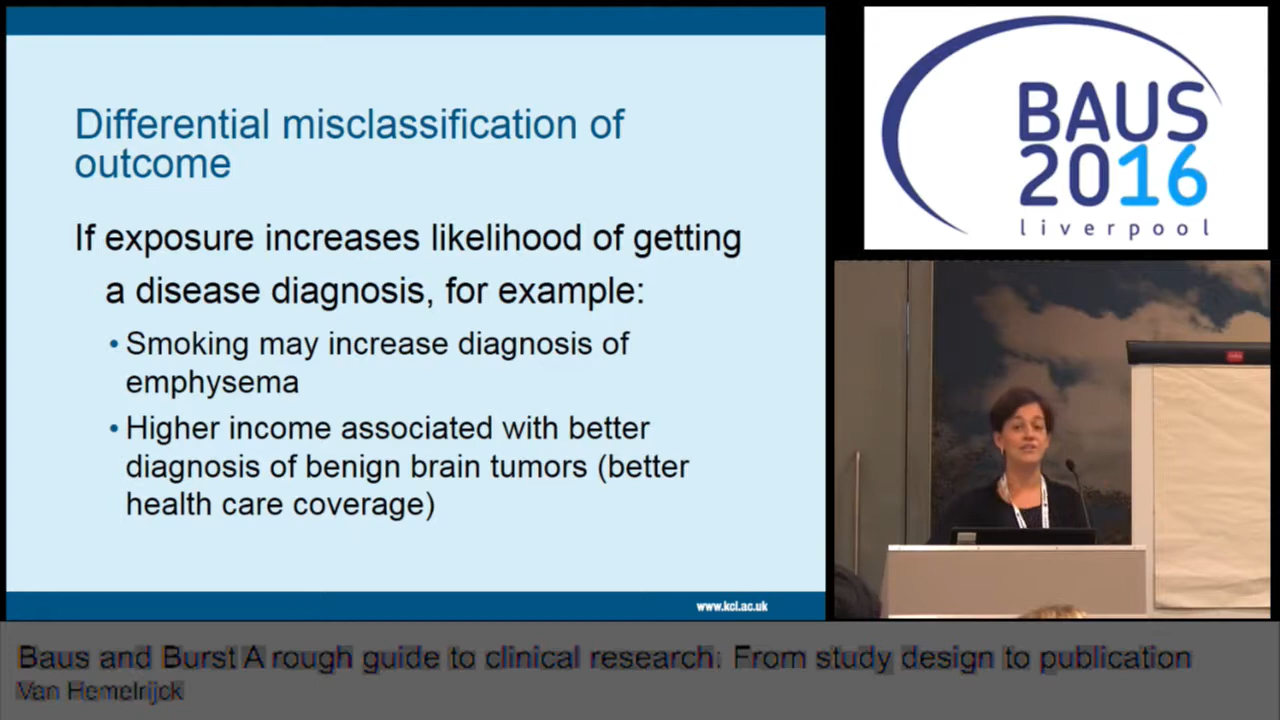 Differential misclassification of
outcome
If exposure increases likelihood of getting
a disease diagnosis, for example:
• Smoking may increase diagnosis of
emphysema
• Higher income associated with better
diagnosis of benign brain tumors (better
health care coverage)
www.kcl.ac.uk
BAUS
2016
liverpool
Baus and Burst A rough guide to clinical research: From study design to publication
Van Hemelrijck